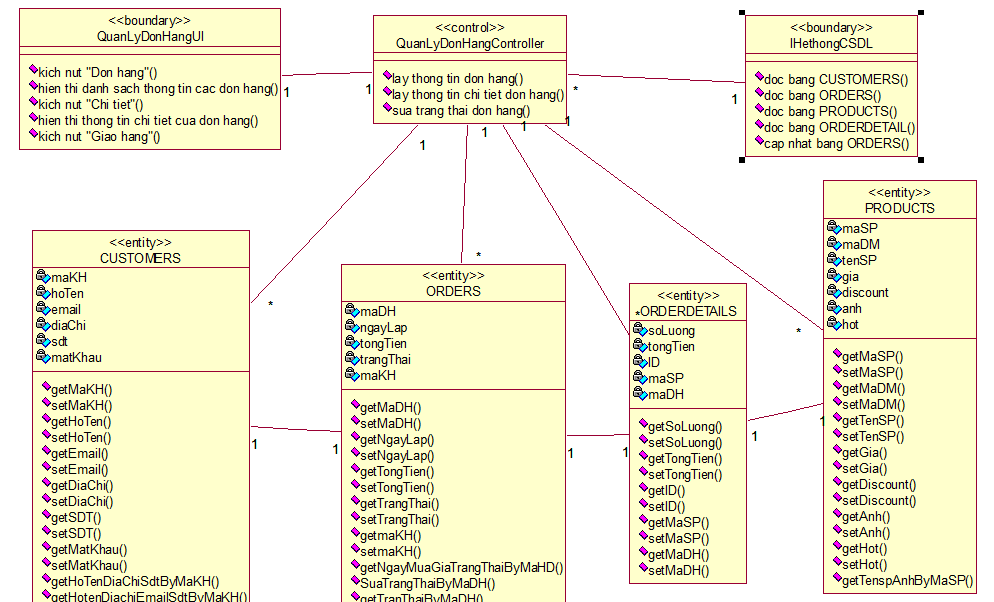 <<boundary>>
QuanLyDonHangUI
kich nut "Don hang"()
hien thi danh sach thong tin cac don hang()
kich nut "Chi tiet"()
hien thi thong tin chi tiet cua don hang()
kich nut "Giao hang"()
1
1
<<control>>
QuanLyDonHangController
lay thong tin don hang()
lay thong tin chi tiet don hang()
sua trang thai don hang()
*
1
<<boundary>>
IHethongCSDL
doc bang CUSTOMERS()
doc bang ORDERS()
doc bang PRODUCTS()
doc bang ORDERDETAIL()
cap nhat bang ORDERS()
1
1
1
1
*
*
*
<<entity>>
CUSTOMERS
maKH
hoTen
email
diaChi
sdt
matKhau
getMaKH()
setMaKH()
getHoTen()
setHoTen()
getEmail()
setEmail()
getDiaChi()
setDiaChi()
getSDT()
setSDT()
getMatKhau()
setMatKhau()
getHoTenDiaChiSdtByMaKH()
getHotenDiachiEmailSdtByMaKH()
1
1
<<entity>>
ORDERS
maDH
ngayLap
tongTien
trangThai
maKH
getMaDH()
setMaDH()
getNgayLap()
setNgayLap()
getTongTien()
setTongTien()
getTrangThai()
setTrangThai()
getmaKH()
setmaKH()
getNgayMuaGiaTrangThaiByMaHD()
SuaTrangThaiByMaDH()
getTranThaiByMaDH()
1
1
<<entity>>
*ORDERDETAILS
soLuong
tongTien
ID
maSP
maDH
getSoLuong()
setSoLuong()
getTongTien()
setTongTien()
getID()
setID()
getMaSP()
setMaSP()
getMaDH()
setMaDH()
1
1
<<entity>>
PRODUCTS
maSP
maDM
tenSP
gia
discount
anh
hot
getMaSP()
setMaSP()
getMaDM()
setMaDM()
getTenSP()
setTenSP()
getGia()
setGia()
getDiscount()
setDiscount()
getAnh()
setAnh()
getHot()
setHot()
getTenspAnhByMaSP()